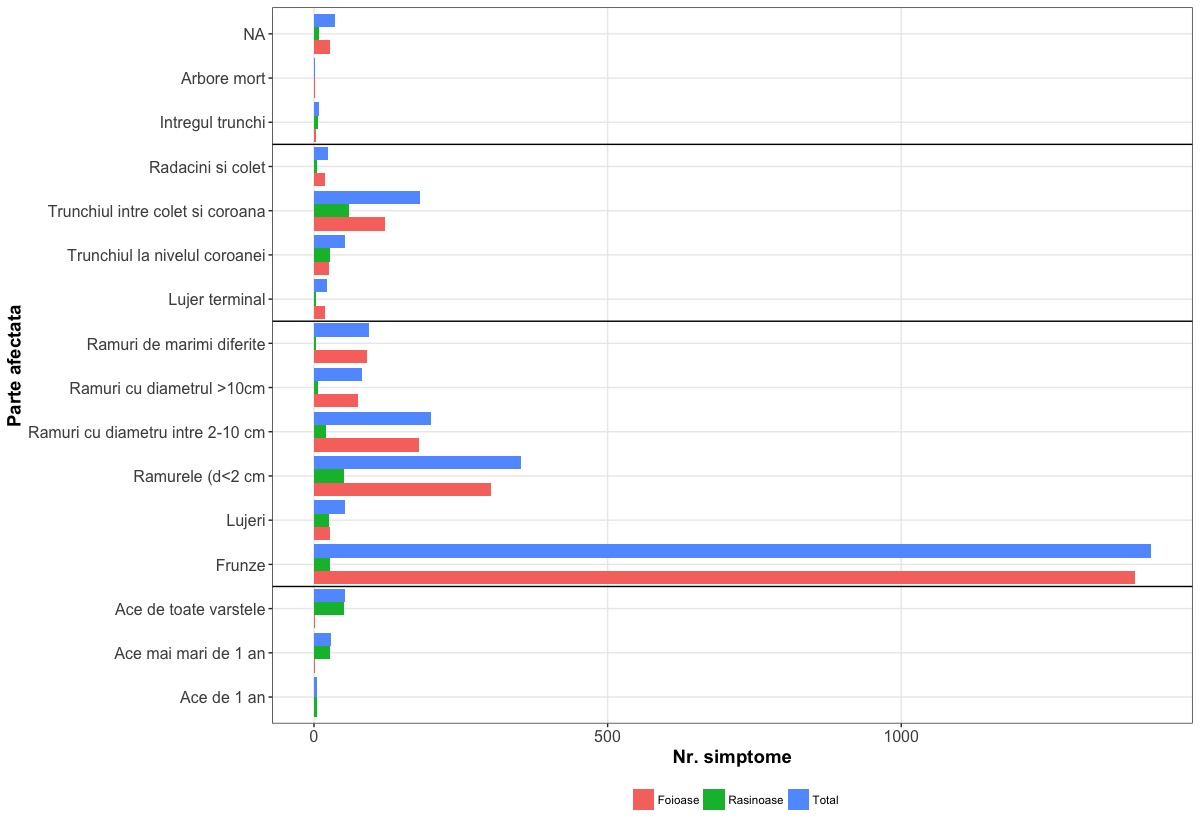 NA
Arbore mort
Intregul trunchi
Radacini si colet
Trunchiul intre colet si coroana
Trunchiul la nivelul coroanei
Lujer terminal
Ramuri de marimi diferite
Ramuri cu diametrul >10cm
Ramuri cu diametru intre 2-10 cm
Ramurele (d<2 cm
Lujeri
Frunze
Ace de toate varstele
Ace mai mari de 1 an
Ace de 1 an
Parte afectata
0 500 1000
Nr. simptome
Foioase Rasinoase Total